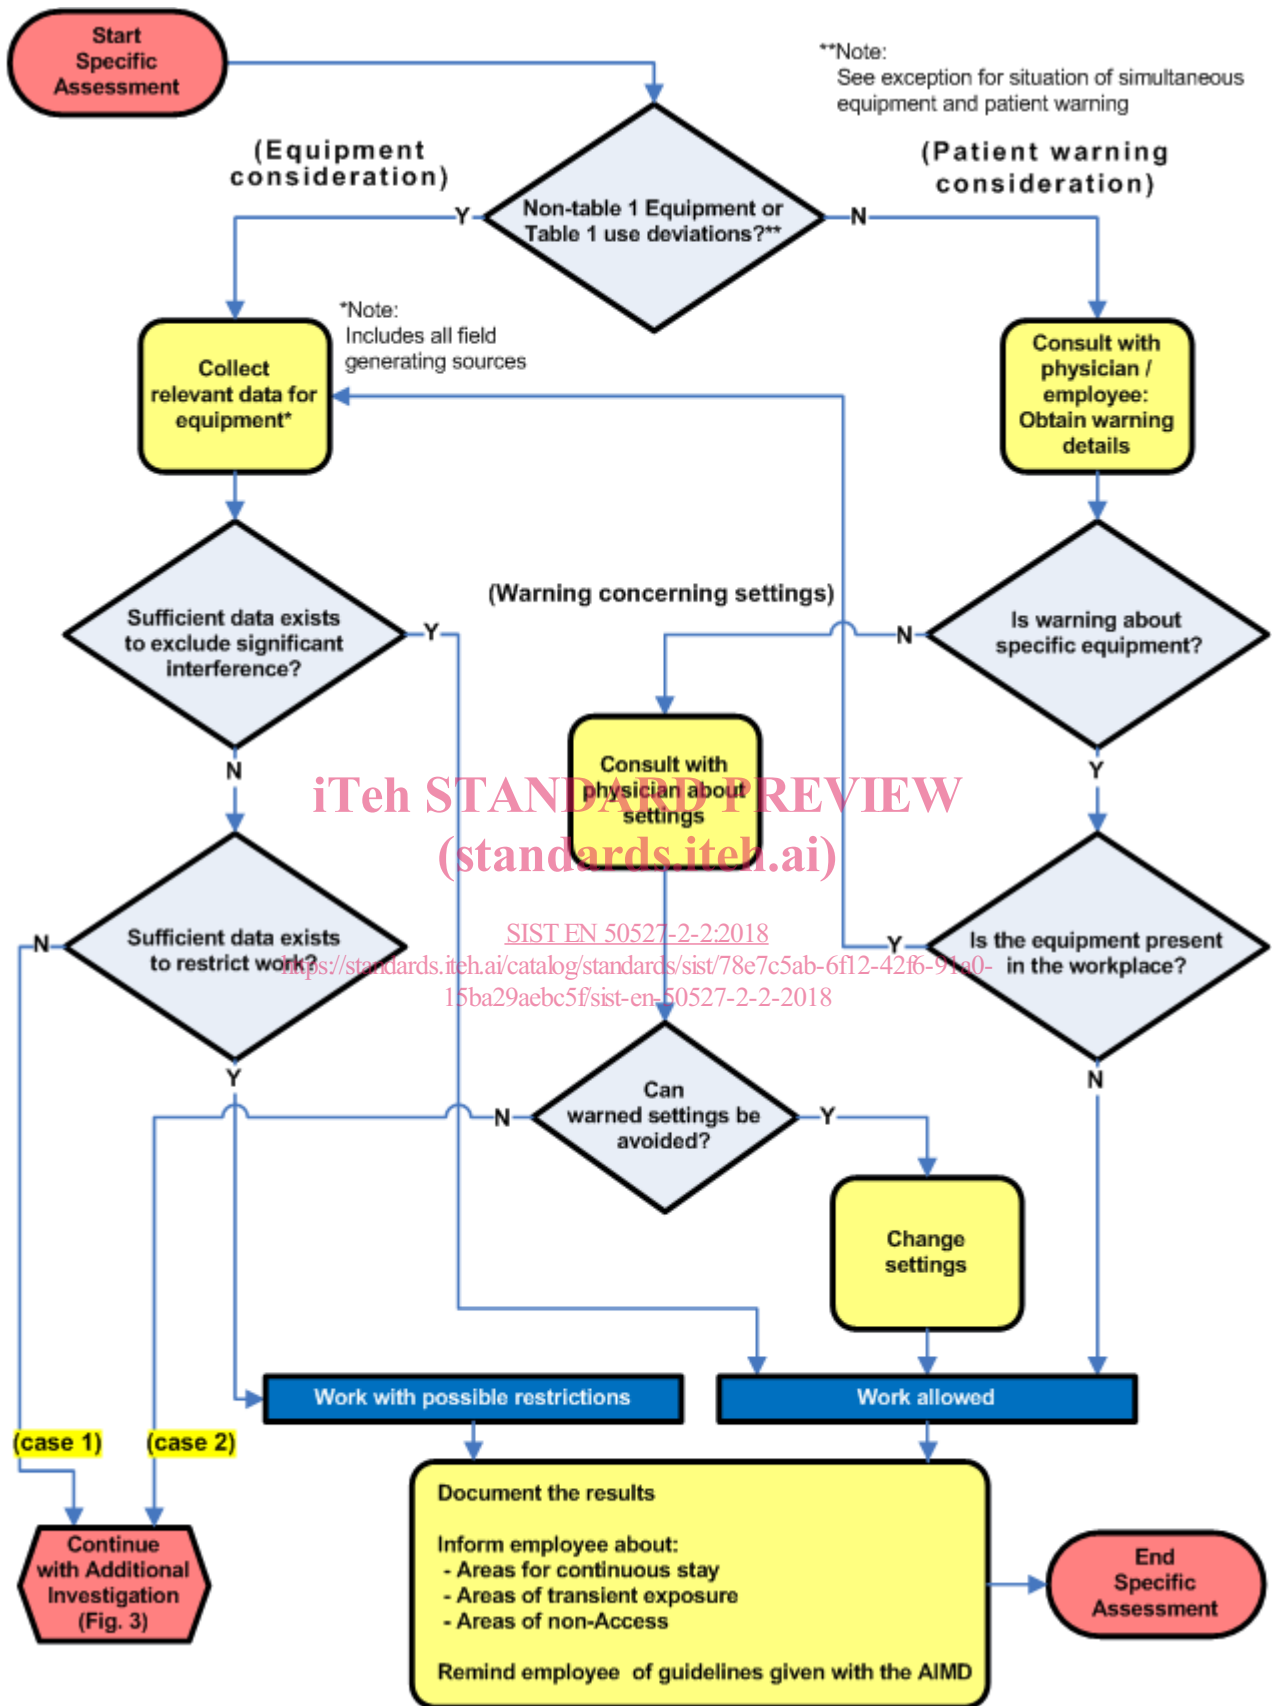 Start
Specific
Assessment
**Note:
See exception for situation of simultaneous
equipment and patient warning
(Equipment
consideration)
(Patient warning
consideration)
Y
Non-table 1 Equipment or
Table 1 use deviations?**
N
*Note:
Includes all field
generating sources
Collect
relevant data for
equipment*
Consult with
physician /
employee:
Obtain warning
details
(Warning concerning settings)
Sufficient data exists
to exclude significant
interference?
Y
N
Is warning about
specific equipment?
N
Y
Consult with
physician about
settings
iTeh STANDARD PREVIEW
(standards.iteh.ai)
SIST EN 50527-2-2:2018
https://standards.iteh.ai/catalog/standards/sist/78e7c5ab-6f12-42f6-91a0-
15ba29aebc5f/sist-en-50527-2-2-2018
N
Sufficient data exists
to restrict work?
Y
Y
Is the equipment present
in the workplace?
N
N
Can
warned settings be
avoided?
Y
Change
settings
Work with possible restrictions
Work allowed
(case 1)
(case 2)
Continue
with Additional
Investigation
(Fig. 3)
Document the results
Inform employee about:
- Areas for continuous stay
- Areas of transient exposure
- Areas of non-Access
Remind employee of guidelines given with the AIMD
End
Specific
Assessment